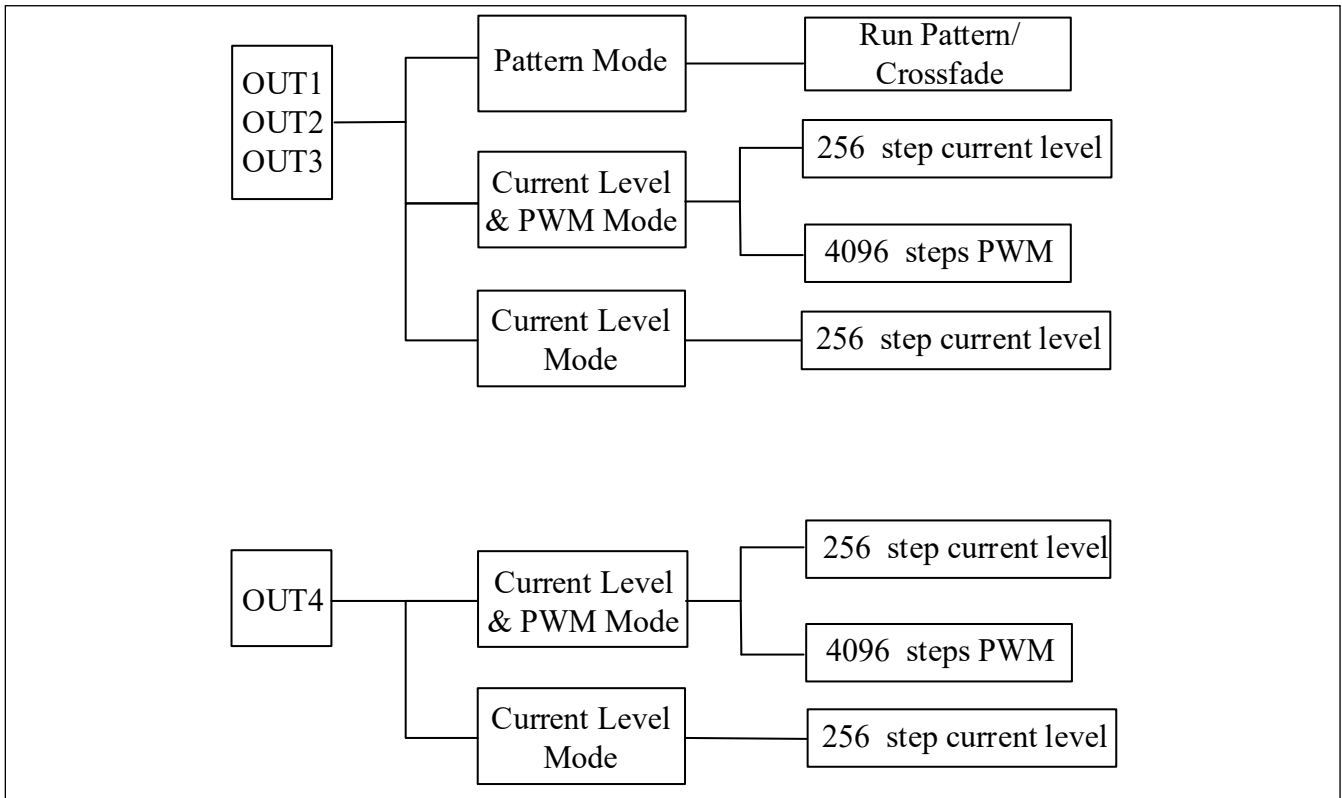 OUT1
OUT2
OUT3
Pattern Mode
Run Pattern/
Crossfade
Current Level
& PWM Mode
256 step current level
4096 steps PWM
Current Level
Mode
256 step current level
OUT4
Current Level
& PWM Mode
256 step current level
4096 steps PWM
Current Level
Mode
256 step current level